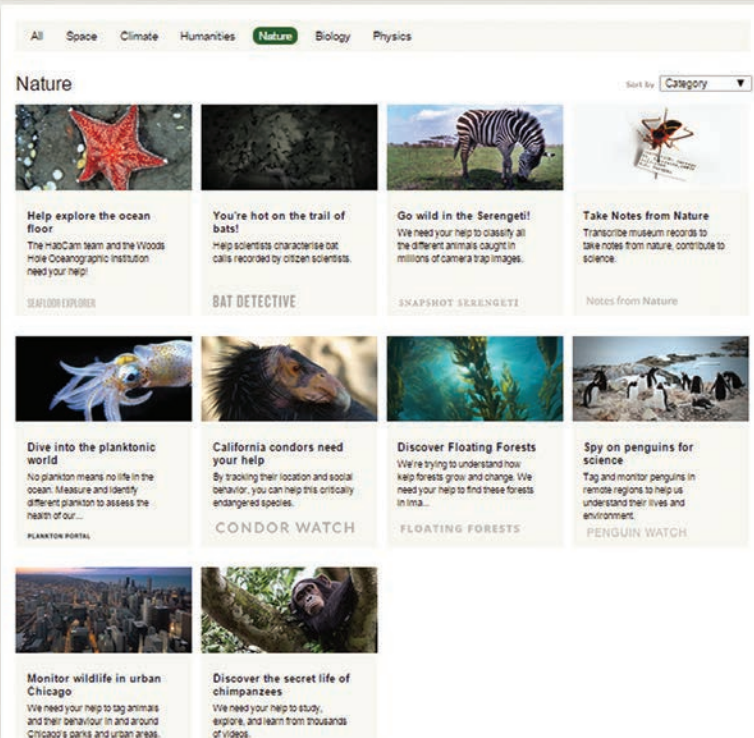 All Space Climate Humanities Nature Biology Physics
Nature
Sort by Category ▼
Help explore the ocean
floor
The HabCam team and the Woods
Hole Oceanographic Institution
need your help!
SEAFLOOR EXPLORER
You're hot on the trail of
bats!
Help scientists characterise bat
calls recorded by citizen scientists.
BAT DETECTIVE
Go wild in the Serengeti!
We need your help to classify all
the different animals caught in
millions of camera trap images.
SNAPSHOT SERENGETI
Take Notes from Nature
Transcribe museum records to
take notes from nature, contribute to
science.
Notes from Nature
Dive into the planktonic
world
No plankton means no life in the
ocean. Measure and identify
different plankton to assess the
health of our...
PLANKTON PORTAL
California condors need
your help
By tracking their location and social
behavior, you can help this critically
endangered species.
CONDOR WATCH
Discover Floating Forests
We're trying to understand how
kelp forests grow and change. We
need your help to find these forests
in ima...
FLOATING FORESTS
Spy on penguins for
science
Tag and monitor penguins in
remote regions to help us
understand their lives and
environment.
PENGUIN WATCH
Monitor wildlife in urban
Chicago
We need your help to tag animals
and their behaviour in and around
Chicago's parks and urban areas.
Discover the secret life of
chimpanzees
We need your help to study,
explore, and learn from thousands
of videos.